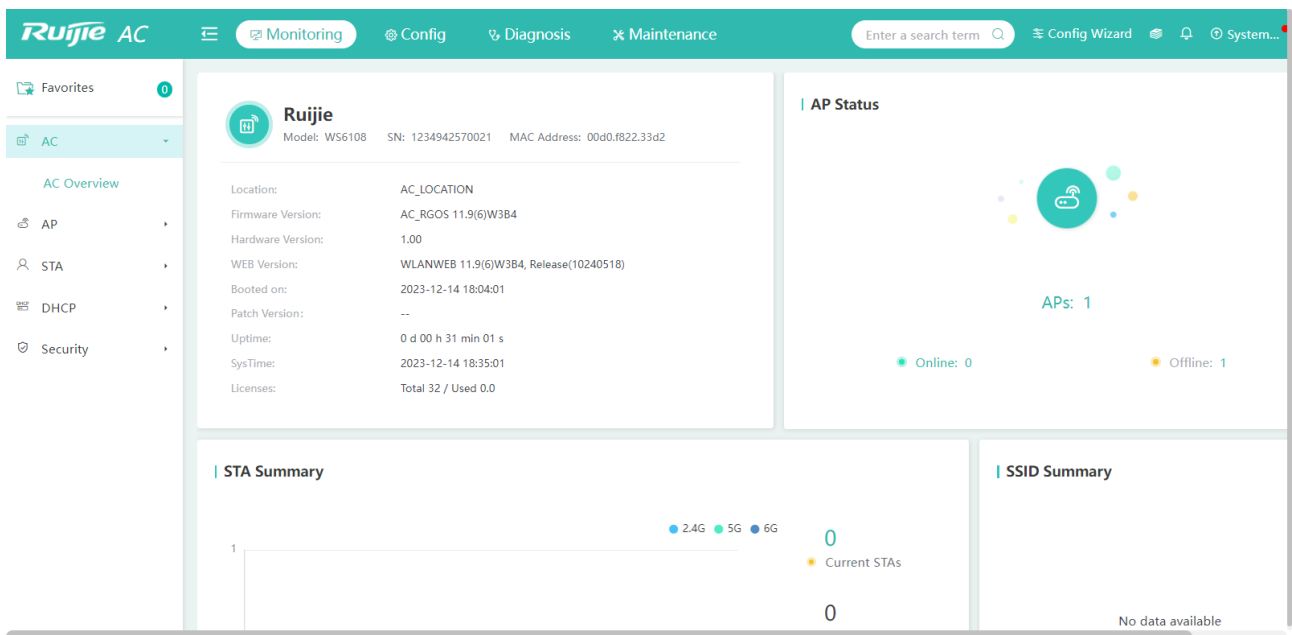 Ruijie AC
Monitoring Config Diagnosis Maintenance
Enter a search term
Config Wizard
System...
Favorites 0
AC
AC Overview
AP
STA
DHCP
Security
Ruijie
Model: WS6108 SN: 1234942570021 MAC Address: 00d0.f822.33d2
Location: AC_LOCATION
Firmware Version: AC_RGOS 11.9(6)W3B4
Hardware Version: 1.00
WEB Version: WLANWEB 11.9(6)W3B4, Release(10240518)
Booted on: 2023-12-14 18:04:01
Patch Version: --
Uptime: 0 d 00 h 31 min 01 s
SysTime: 2023-12-14 18:35:01
Licenses: Total 32 / Used 0.0
AP Status
APs: 1
Online: 0 Offline: 1
STA Summary
2.4G 5G 6G
1
0
Current STAs
0
SSID Summary
No data available